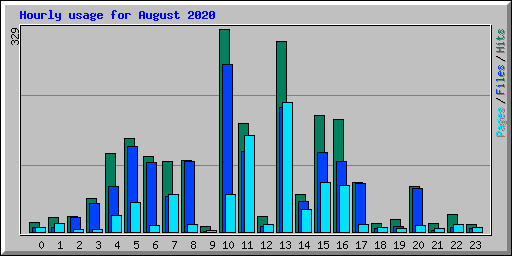 Hourly usage for August 2020
329
Pages/Files/Hits
0 1 2 3 4 5 6 7 8 9 10 11 12 13 14 15 16 17 18 19 20 21 22 23